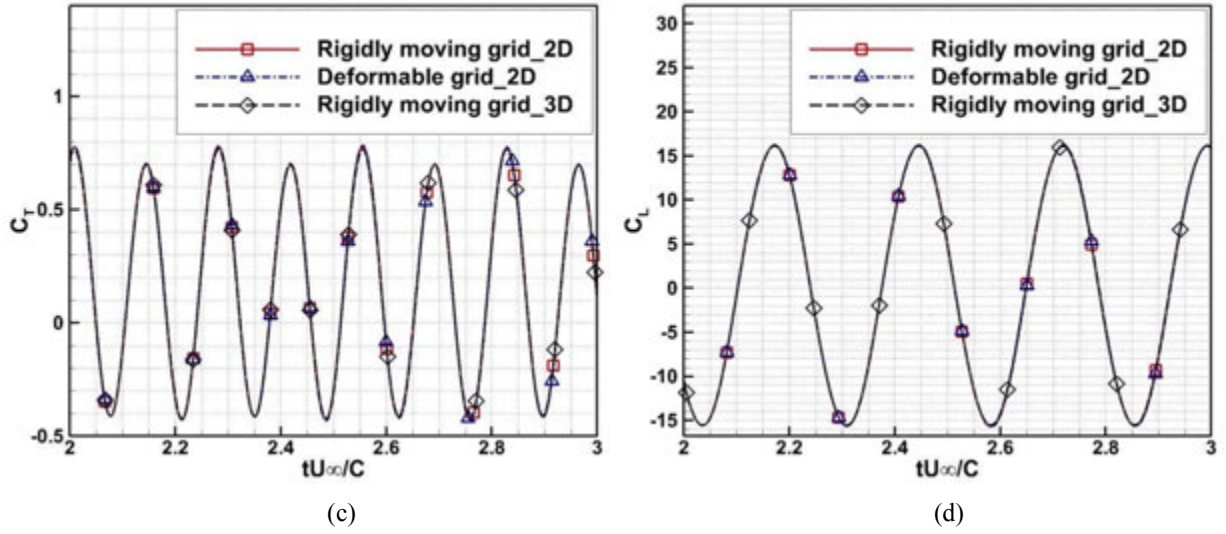 Rigidly moving grid_2D
Deformable grid_2D
Rigidly moving grid_3D
1
0.5
0
-0.5
C_T
2
2.2
2.4
2.6
2.8
3
tU∞/C
(c)
Rigidly moving grid_2D
Deformable grid_2D
Rigidly moving grid_3D
30
25
20
15
10
5
0
-5
-10
-15
C_L
2
2.2
2.4
2.6
2.8
3
tU∞/C
(d)